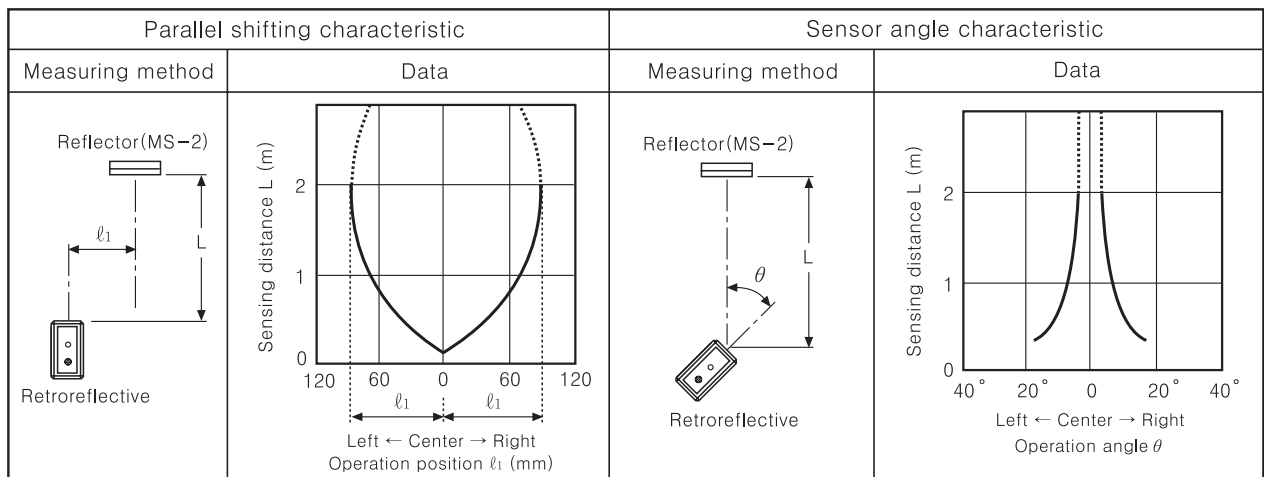 Parallel shifting characteristic
Sensor angle characteristic
Measuring method
Data
Measuring method
Data
Reflector(MS-2)
ℓ1
L
Retroreflective
Sensing distance L (m)
2
1
0
120 60 0 60 120
ℓ1 ℓ1
Left ← Center → Right
Operation position ℓ1 (mm)
Reflector(MS-2)
L
θ
Retroreflective
Sensing distance L (m)
2
1
0
40° 20° 0 20° 40°
Left ← Center → Right
Operation angle θ